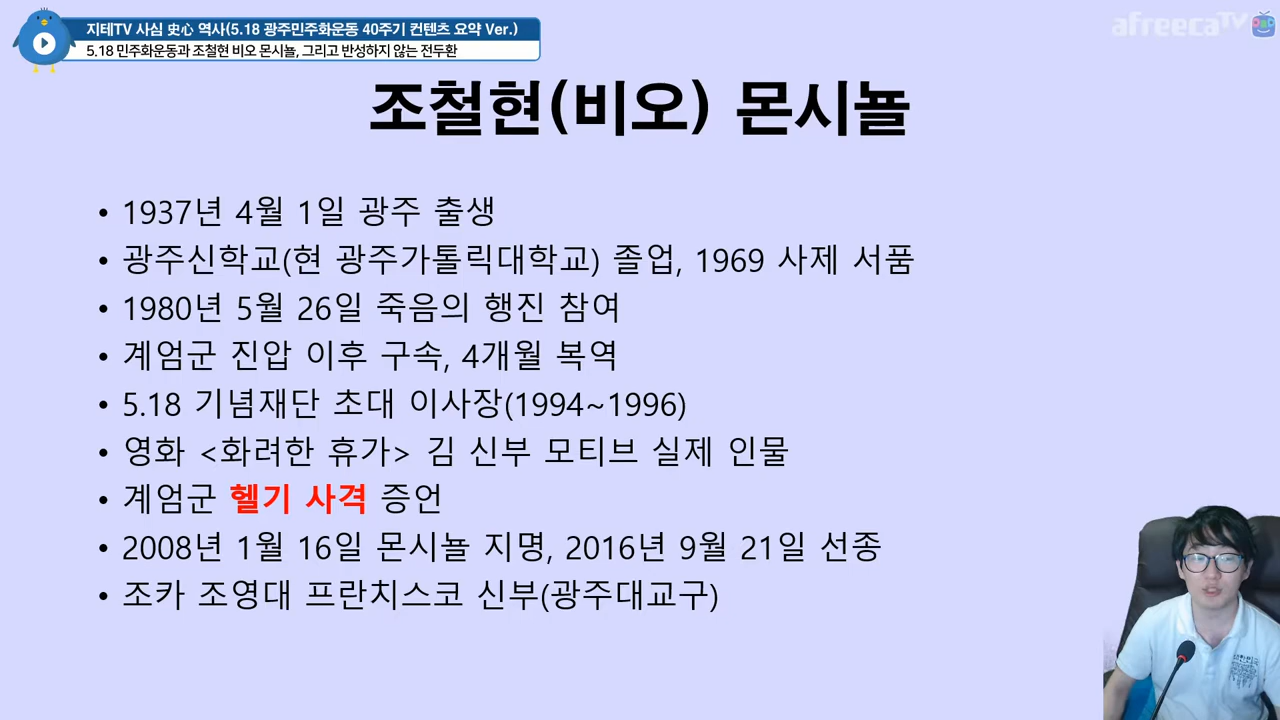 지테TV 사심 史心 역사(5.18 광주민주화운동 40주기 컨텐츠 요약 Ver.)
5.18 민주화운동과 조철현 비오 몬시뇰, 그리고 반성하지 않는 전두환
afreecaTV
조철현(비오) 몬시뇰
• 1937년 4월 1일 광주 출생
• 광주신학교(현 광주가톨릭대학교) 졸업, 1969 사제 서품
• 1980년 5월 26일 죽음의 행진 참여
• 계엄군 진압 이후 구속, 4개월 복역
• 5.18 기념재단 초대 이사장(1994~1996)
• 영화 <화려한 휴가> 김 신부 모티브 실제 인물
• 계엄군 헬기 사격 증언
• 2008년 1월 16일 몬시뇰 지명, 2016년 9월 21일 선종
• 조카 조영대 프란치스코 신부(광주대교구)